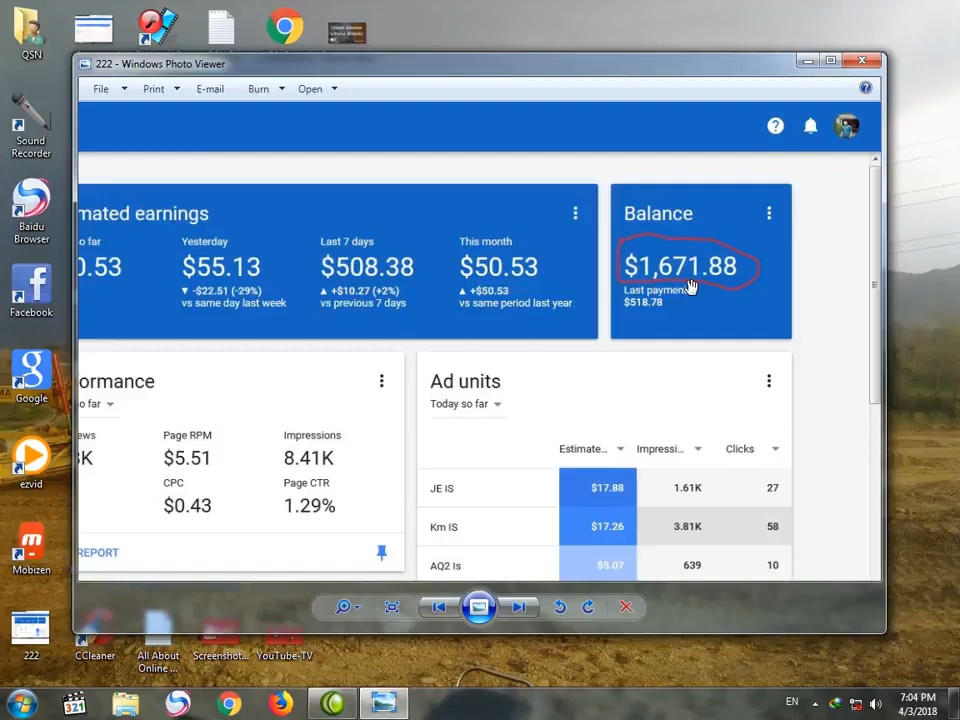 QSN
222 - Windows Photo Viewer
File Print E-mail Burn Open
Sound
Recorder
Baidu
Browser
Facebook
Google
ezvid
Mobizen
mated earnings
so far
0.53
Yesterday
$55.13
▼ -$22.51 (-29%)
vs same day last week
Last 7 days
$508.38
▲ +$10.27 (+2%)
vs previous 7 days
This month
$50.53
▲ +$50.53
vs same period last year
Balance
$1,671.88
Last payment
$518.78
ormance
so far
ews
K
Page RPM
$5.51
Impressions
8.41K
CPC
$0.43
Page CTR
1.29%
REPORT
Ad units
Today so far
Estimate... Impressi... Clicks
JE IS $17.88 1.61K 27
Km IS $17.26 3.81K 58
AQ2 Is $5.07 639 10
222
CCleaner
All About
Online ...
Screenshot...
YouTube-TV
321
EN
7:04 PM
4/3/2018